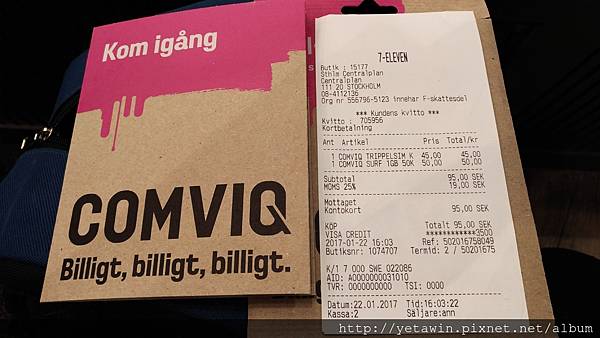 Kom igång
COMVIQ
Billigt, billigt, billigt.
7-ELEVEN
Butik : 15177
Sthlm Centralplan
Centralplan
111 20 STOCKHOLM
08-4112136
Org nr 556796-5123 innehar F-skattesdel
*** Kundens kvitto ***
Kvitto : 705956
Kortbetalning
Ant Artikel Pris Total/kr
1 COMVIQ TRIPPELSIM K 45,00 45,00
1 COMVIQ SURF 1GB 50K 50,00 50,00
Subtotal 95,00 SEK
MOMS 25% 19,00 SEK
Mottapet
Kontokort 95,00 SEK
KÖP Totalt 95,00 SEK
VISA CREDIT ************3500
2017-01-22 16:03 Ref: 502016758049
Butiksnr: 1074707 Termid: 2 / 50201675
K/1 7 000 SWE 022086
AID: A0000000031010
TVR: 0000000000 TSI: 0000
Datum:22.01.2017 Tid:16:03:22
Kassa:2 Säljare:ann
http://yetawin.pixnet.net/album